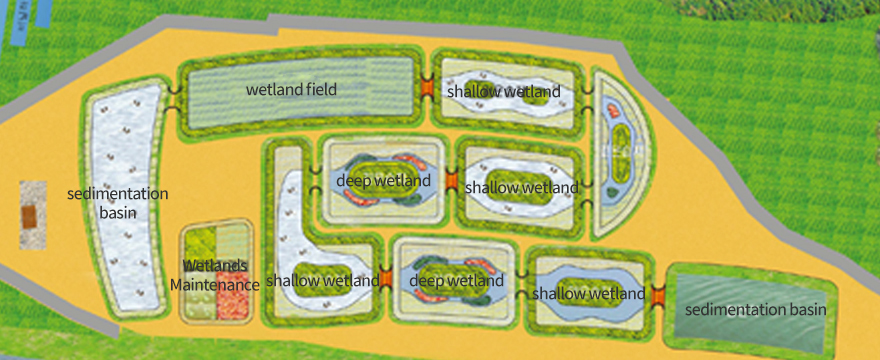 wetland field
shallow wetland
deep wetland
shallow wetland
sedimentation
basin
Wetlands
Maintenance
shallow wetland
deep wetland
shallow wetland
sedimentation basin